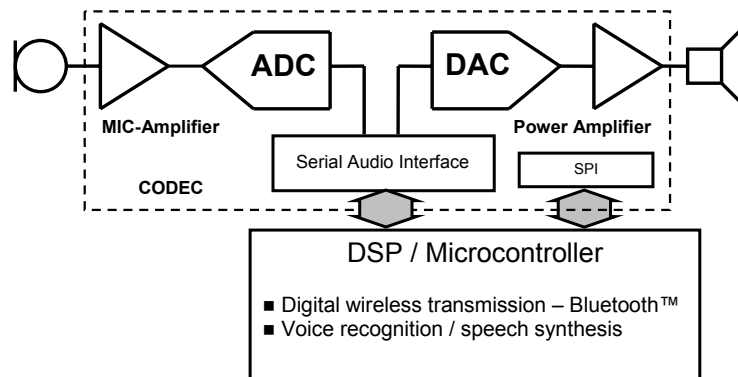 ADC
DAC
MIC-Amplifier
Power Amplifier
Serial Audio Interface
SPI
CODEC
DSP / Microcontroller
■ Digital wireless transmission – Bluetooth™
■ Voice recognition / speech synthesis